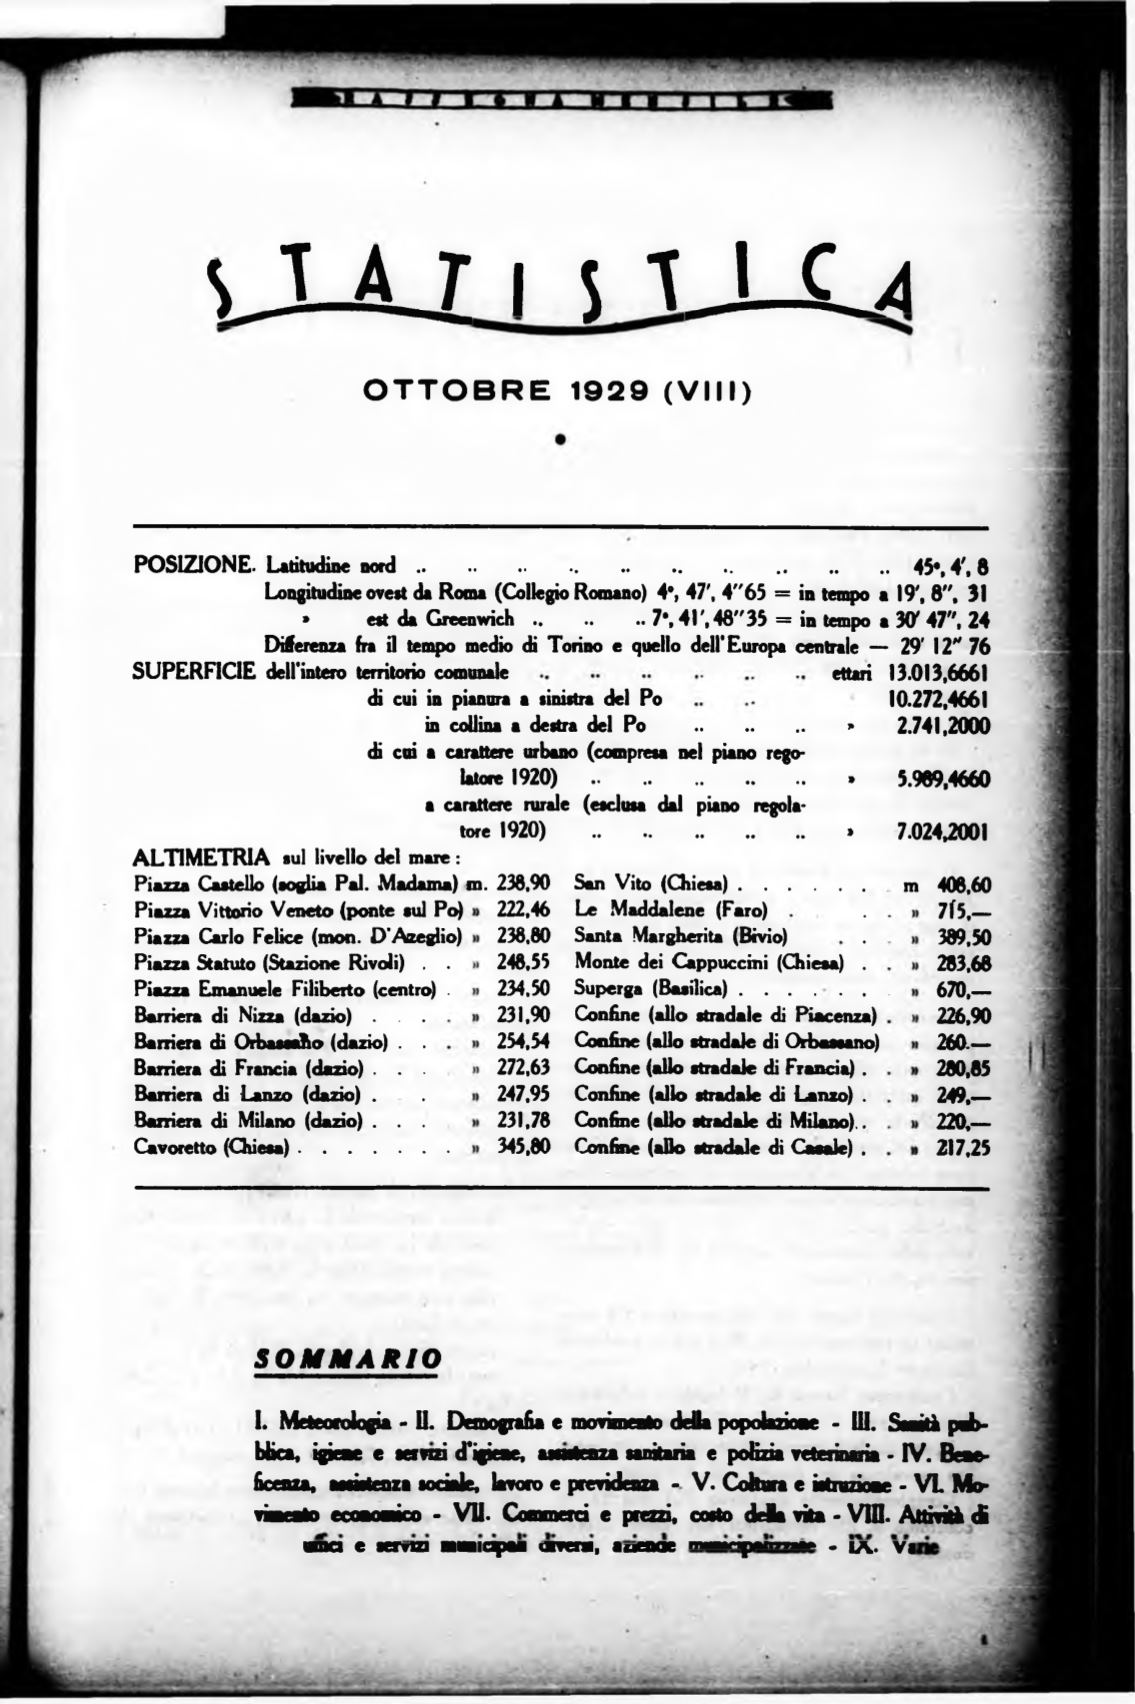 STATISTICA
OTTOBRE 1929 (VIII)
POSIZIONE. Latitudine nord .. .. .. .. .. .. .. .. .. .. 45°, 4′, 8
Longitudine ovest da Roma (Collegio Romano) 4°, 47′, 4″65 = in tempo a 19′, 8″, 31
» est da Greenwich .. .. .. 7°, 41′, 48″35 = in tempo a 30′ 47″, 24
Differenza fra il tempo medio di Torino e quello dell'Europa centrale — 29′ 12″ 76
SUPERFICIE dell'intero territorio comunale .. .. .. .. .. .. ettari 13.013,6661
di cui in pianura a sinistra del Po .. .. 10.272,4661
in collina a destra del Po .. .. .. » 2.741,2000
di cui a carattere urbano (compresa nel piano rego-
latore 1920) .. .. .. .. .. » 5.989,4660
a carattere rurale (esclusa dal piano regola-
tore 1920) .. .. .. .. .. » 7.024,2001
ALTIMETRIA sul livello del mare :
Piazza Castello (soglia Pal. Madama) m. 238,90 San Vito (Chiesa) . . . . . . m 408,60
Piazza Vittorio Veneto (ponte sul Po) » 222,46 Le Maddalene (Faro) . . . » 715,—
Piazza Carlo Felice (mon. D'Azeglio) » 238,80 Santa Margherita (Bivio) . . . » 389,50
Piazza Statuto (Stazione Rivoli) . . » 248,55 Monte dei Cappuccini (Chiesa) . . » 283,68
Piazza Emanuele Filiberto (centro) . » 234,50 Superga (Basilica) . . . . . . » 670,—
Barriera di Nizza (dazio) . . . . » 231,90 Confine (allo stradale di Piacenza) . » 226,90
Barriera di Orbassano (dazio) . . . » 254,54 Confine (allo stradale di Orbassano) » 260.—
Barriera di Francia (dazio) . . . . » 272,63 Confine (allo stradale di Francia) . . » 280,85
Barriera di Lanzo (dazio) . . . » 247,95 Confine (allo stradale di Lanzo) . . » 249,—
Barriera di Milano (dazio) . . . » 231,78 Confine (allo stradale di Milano). . . » 220,—
Cavoretto (Chiesa) . . . . . . . » 345,80 Confine (allo stradale di Casale) . . » 217,25
SOMMARIO
I. Meteorologia - II. Demografia e movimento della popolazione - III. Sanità pub-
blica, igiene e servizi d'igiene, assistenza sanitaria e polizia veterinaria - IV. Bene-
ficenza, assistenza sociale, lavoro e previdenza - V. Coltura e istruzione - VI. Mo-
vimento economico - VII. Commerci e prezzi, costo della vita - VIII. Attività di
uffici e servizi municipali diversi, aziende municipalizzate - IX. Varie